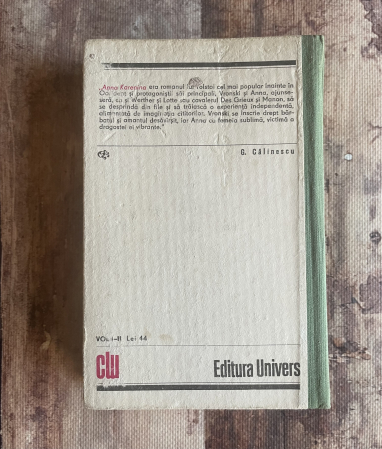 „Anna Karenina era romanul lui Tolstoi cel mai popular înainte în
Occident și protagoniștii săi principali, Vronski și Anna, ajunse-
seră, cu și Werther și Lotte sau cavalerul Des Grieux și Manon, să
se desprindă din file și să trăiască o experiență independentă,
alimentată de imaginația cititorilor. Vronski se înscrie drept băr-
batul și amantul desăvîrșit, iar Anna ca femeia sublimă, victimă a
dragostei ei vibrante."
G. Călinescu
VOL. I-II Lei 44
clu
Editura Univers